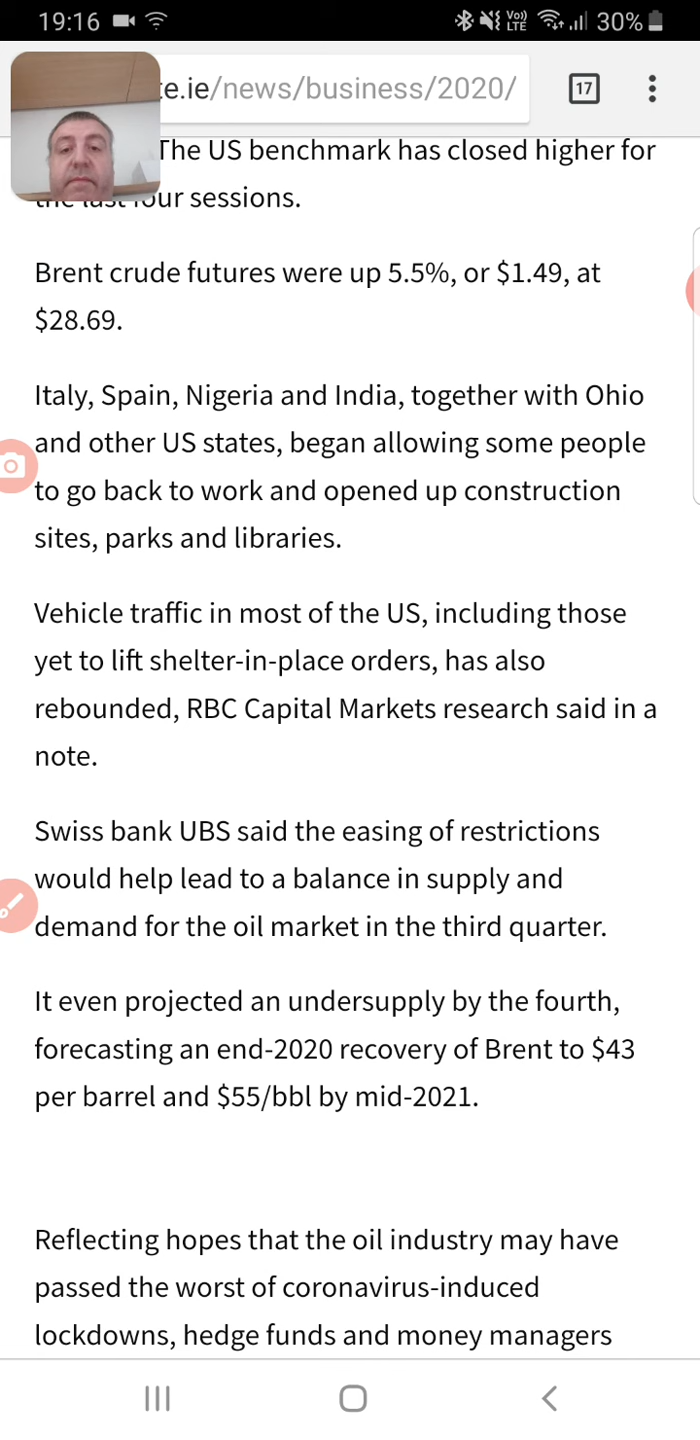 19:16
Vo))
LTE
30%
e.ie/news/business/2020/
17
The US benchmark has closed higher for
the last four sessions.
Brent crude futures were up 5.5%, or $1.49, at
$28.69.
Italy, Spain, Nigeria and India, together with Ohio
and other US states, began allowing some people
to go back to work and opened up construction
sites, parks and libraries.
Vehicle traffic in most of the US, including those
yet to lift shelter-in-place orders, has also
rebounded, RBC Capital Markets research said in a
note.
Swiss bank UBS said the easing of restrictions
would help lead to a balance in supply and
demand for the oil market in the third quarter.
It even projected an undersupply by the fourth,
forecasting an end-2020 recovery of Brent to $43
per barrel and $55/bbl by mid-2021.
Reflecting hopes that the oil industry may have
passed the worst of coronavirus-induced
lockdowns, hedge funds and money managers